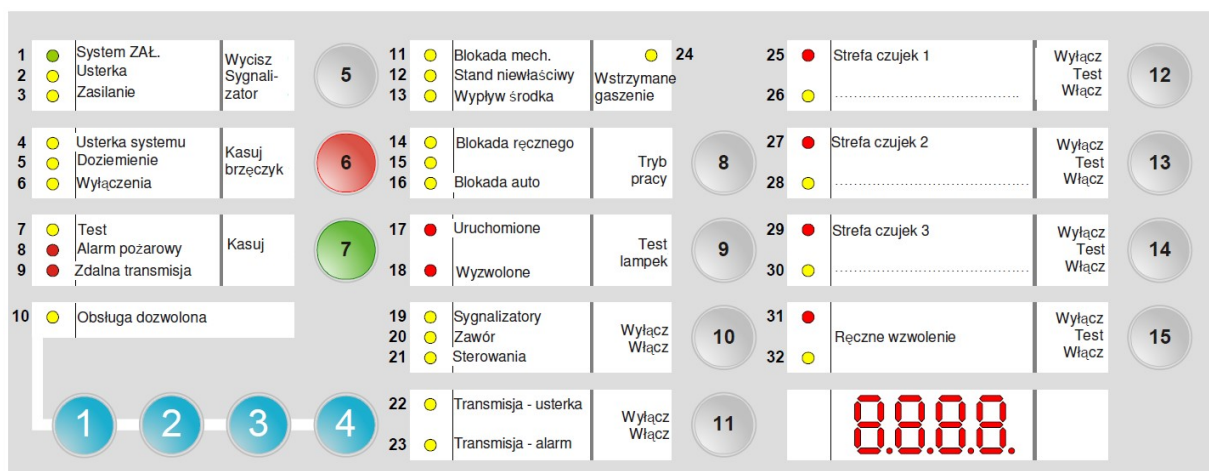 1 System ZAŁ.
2 Usterka
3 Zasilanie
Wycisz
Sygnali-
zator
5
4 Usterka systemu
5 Doziemienie
6 Wyłączenia
Kasuj
brzęczyk
6
7 Test
8 Alarm pożarowy
9 Zdalna transmisja
Kasuj
7
10 Obsługa dozwolona
1 2 3 4
11 Blokada mech.
12 Stand niewłaściwy
13 Wypływ środka
24
Wstrzymane
gaszenie
14 Blokada ręcznego
15
16 Blokada auto
Tryb
pracy
8
17 Uruchomione
18 Wyzwolone
Test
lampek
9
19 Sygnalizatory
20 Zawór
21 Sterowania
Wyłącz
Włącz
10
22 Transmisja - usterka
23 Transmisja - alarm
Wyłącz
Włącz
11
25 Strefa czujek 1
26 ....................................
Wyłącz
Test
Włącz
12
27 Strefa czujek 2
28 ....................................
Wyłącz
Test
Włącz
13
29 Strefa czujek 3
30 ....................................
Wyłącz
Test
Włącz
14
31
Ręczne wzwolenie
32
Wyłącz
Test
Włącz
15
8.8.8.8.